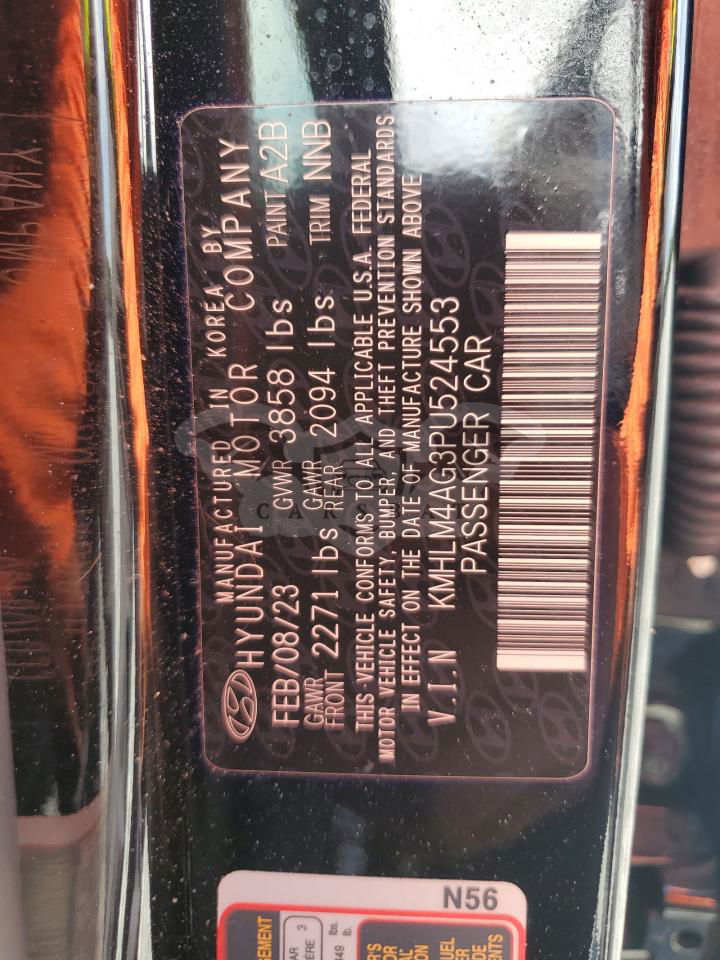 MANUFACTURED IN KOREA BY
HYUNDAI MOTOR COMPANY
FEB/08/23 GVWR 3858 lbs PAINT A2B
GAWR FRONT 2271 lbs GAWR REAR 2094 lbs TRIM NNB
THIS VEHICLE CONFORMS TO ALL APPLICABLE U.S.A. FEDERAL
MOTOR VEHICLE SAFETY, BUMPER, AND THEFT PREVENTION STANDARDS
IN EFFECT ON THE DATE OF MANUFACTURE SHOWN ABOVE
V.I.N KMHLM4AG3PU524553
PASSENGER CAR
N56